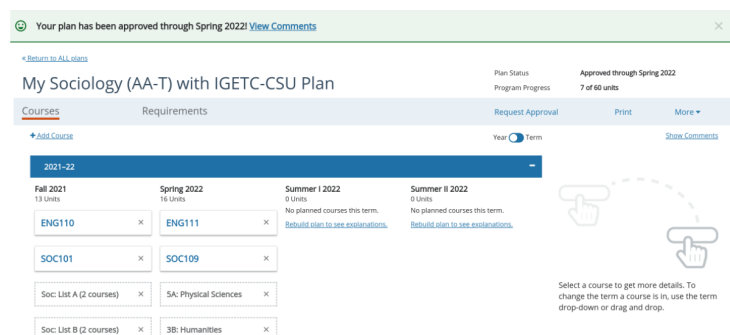 Your plan has been approved through Spring 2022! View Comments
« Return to ALL plans
My Sociology (AA-T) with IGETC-CSU Plan
Plan Status Approved through Spring 2022
Program Progress 7 of 60 units
Courses Requirements Request Approval Print More
+ Add Course Year Term Show Comments
2021–22
Fall 2021 Spring 2022 Summer I 2022 Summer II 2022
13 Units 16 Units 0 Units 0 Units
No planned courses this term. No planned courses this term.
ENG110 × ENG111 × Rebuild plan to see explanations. Rebuild plan to see explanations.
SOC101 × SOC109 ×
Soc: List A (2 courses) × 5A: Physical Sciences ×
Select a course to get more details. To
change the term a course is in, use the term
drop-down or drag and drop.
Soc: List B (2 courses) × 3B: Humanities ×